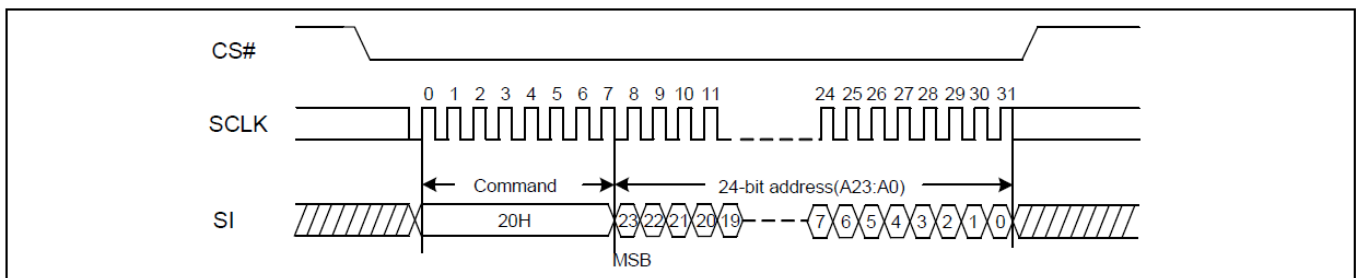 CS#
0 1 2 3 4 5 6 7 8 9 10 11 24 25 26 27 28 29 30 31
SCLK
Command 24-bit address(A23:A0)
SI 20H 23 22 21 20 19 7 6 5 4 3 2 1 0
MSB